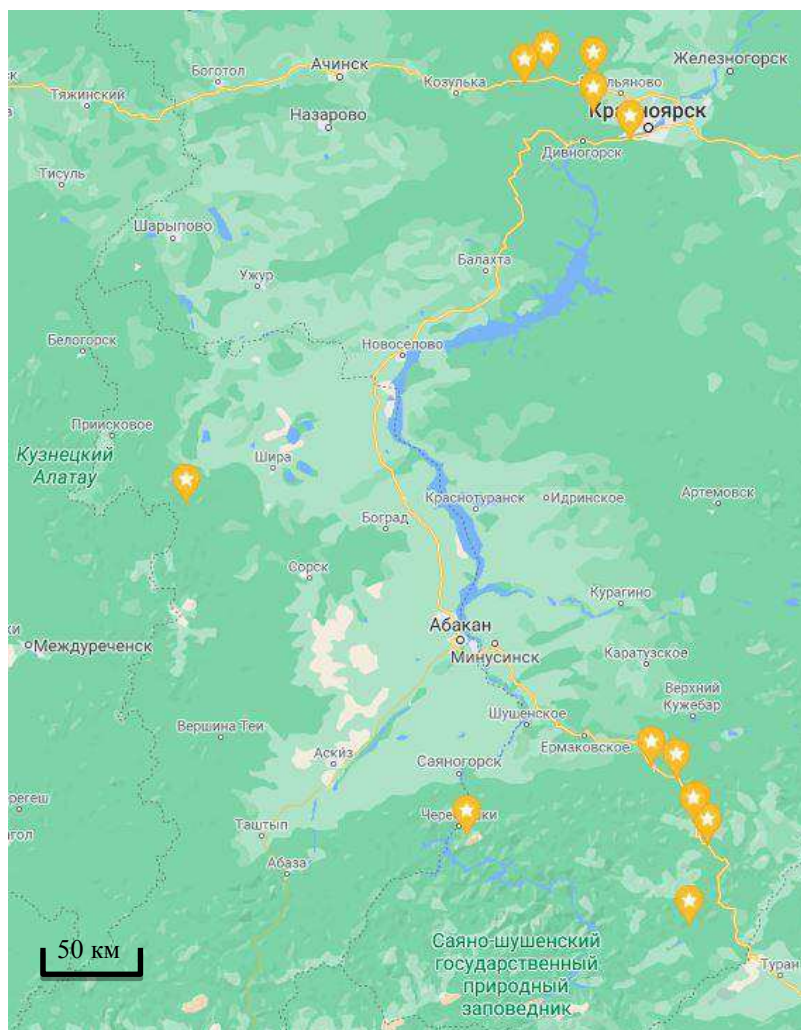 Железногорск
Ачинск
Боготол
Козулька
Тяжинский
Назарово
Красноярск
Дивногорск
Тисуль
Шарыпово
Балахта
Ужур
Белогорск
Новоселово
Приисковое
Кузнецкий
Алатау
Шира
Краснотуранск
Идринское
Артемовск
Боград
Сорск
Курагино
Абакан
Междуреченск
Минусинск
Каратузское
Верхний
Кужебар
Вершина Теи
Шушенское
Ермаковское
Аскиз
Саяногорск
Таштып
Абаза
50 км
Саяно-шушенский
государственный
природный
заповедник
Туран